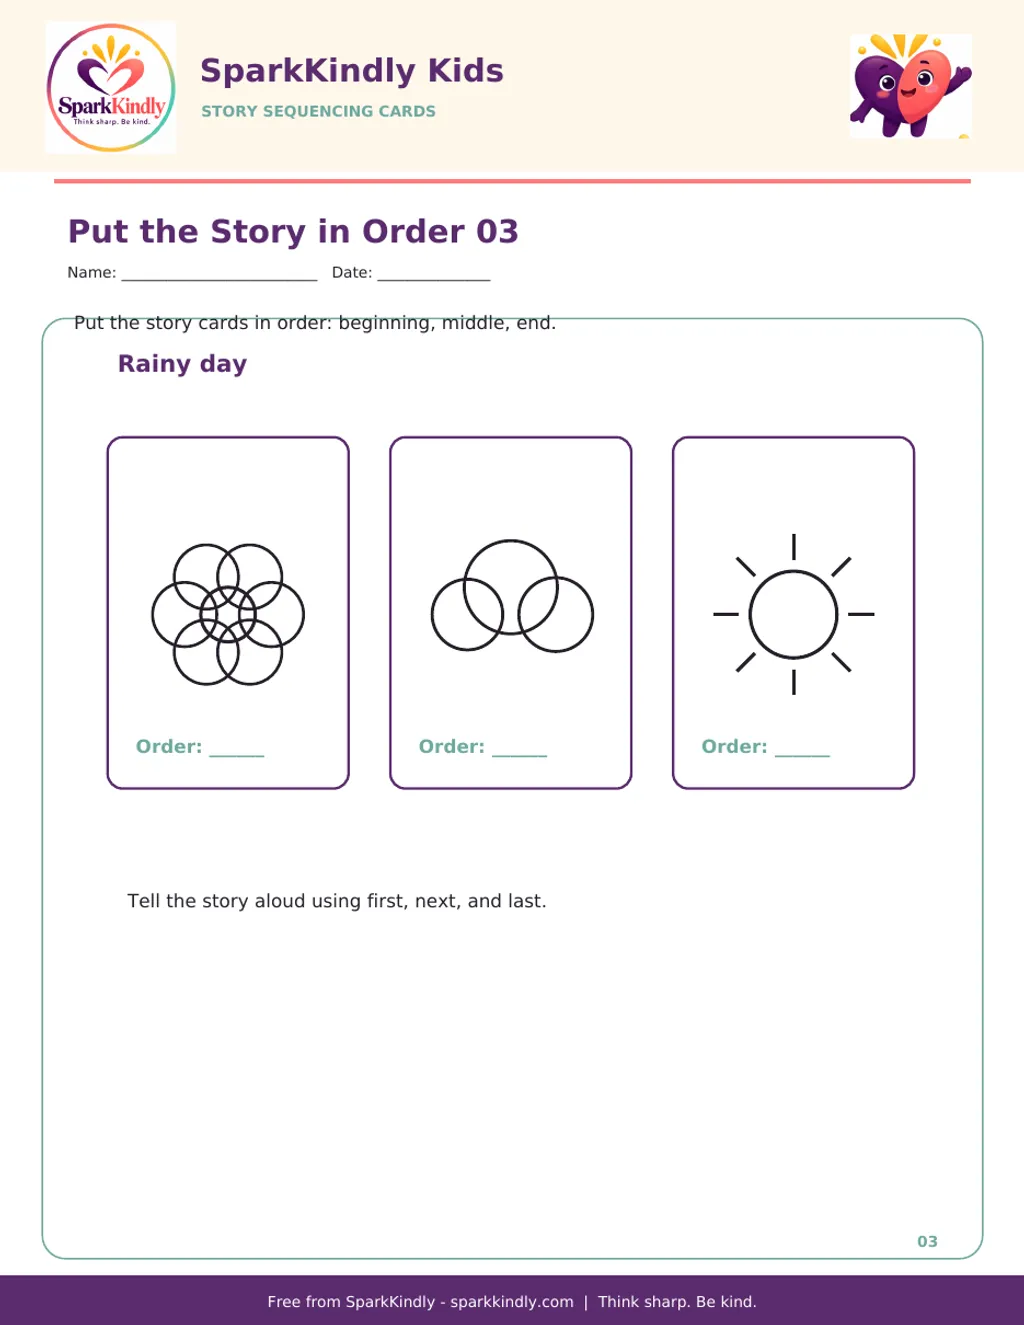 SparkKindly
Think sharp. Be kind.
SparkKindly Kids
STORY SEQUENCING CARDS
Put the Story in Order 03
Name: __________________________ Date: _______________
Put the story cards in order: beginning, middle, end.
Rainy day
Order: ______ Order: ______ Order: ______
Tell the story aloud using first, next, and last.
03
Free from SparkKindly - sparkkindly.com | Think sharp. Be kind.